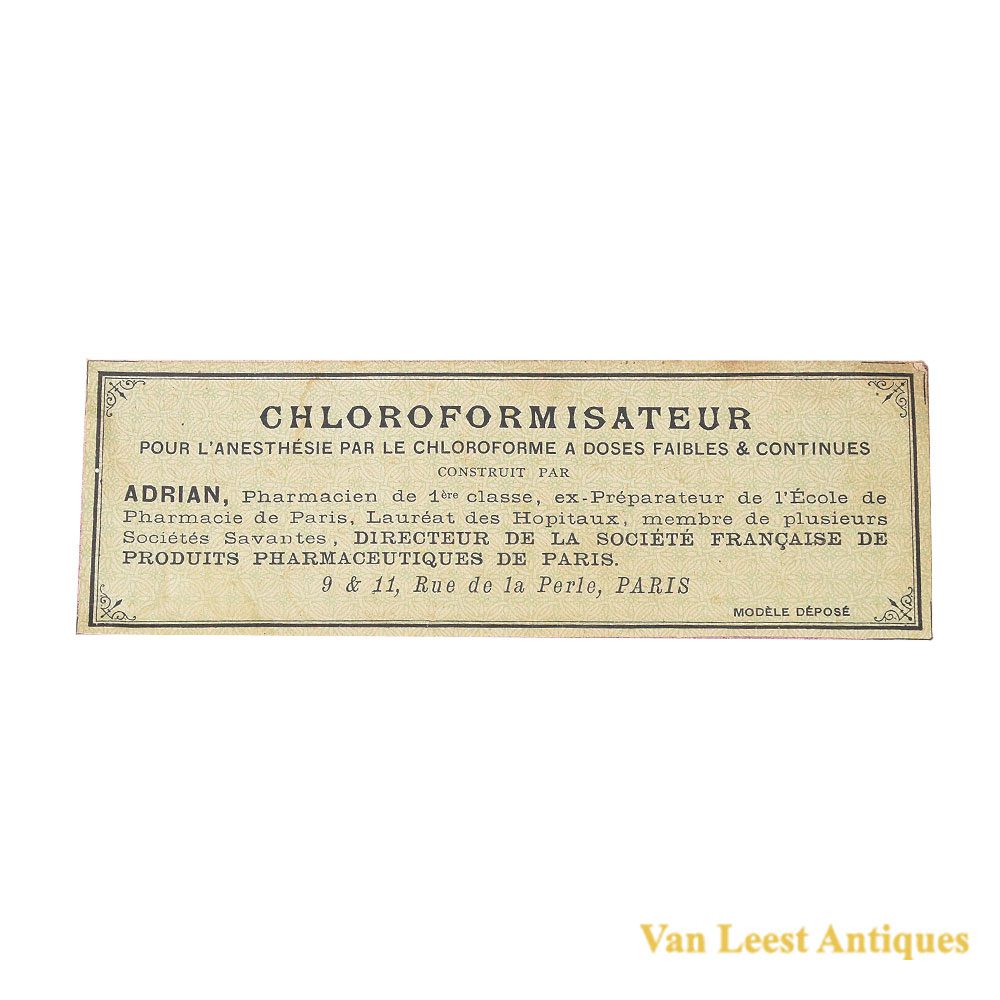 CHLOROFORMISATEUR
POUR L'ANESTHÉSIE PAR LE CHLOROFORME A DOSES FAIBLES & CONTINUES
CONSTRUIT PAR
ADRIAN, Pharmacien de 1ère classe, ex-Préparateur de l'École de
Pharmacie de Paris, Lauréat des Hopitaux, membre de plusieurs
Sociétés Savantes, DIRECTEUR DE LA SOCIÉTÉ FRANÇAISE DE
PRODUITS PHARMACEUTIQUES DE PARIS.
9 & 11, Rue de la Perle, PARIS
MODÈLE DÉPOSÉ
Van Leest Antiques